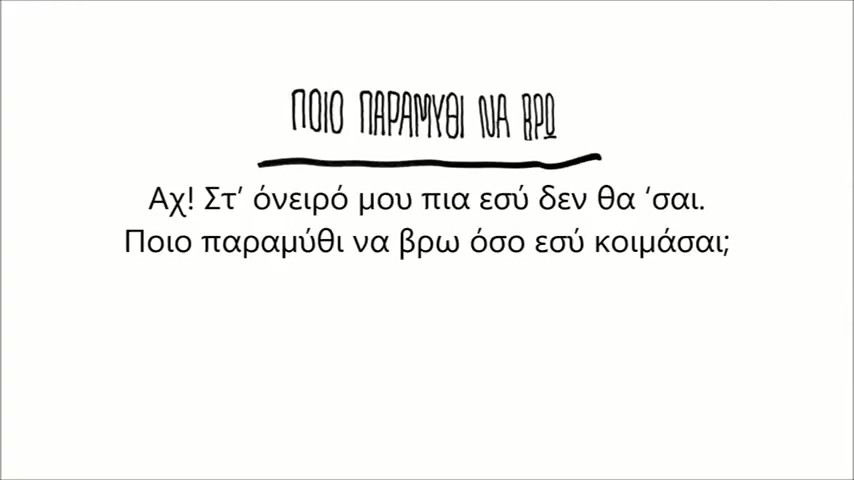 ΠΟΙΟ ΠΑΡΑΜΥΘΙ ΝΑ ΒΡΩ
Αχ! Στ’ όνειρό μου πια εσύ δεν θα ‘σαι.
Ποιο παραμύθι να βρω όσο εσύ κοιμάσαι;